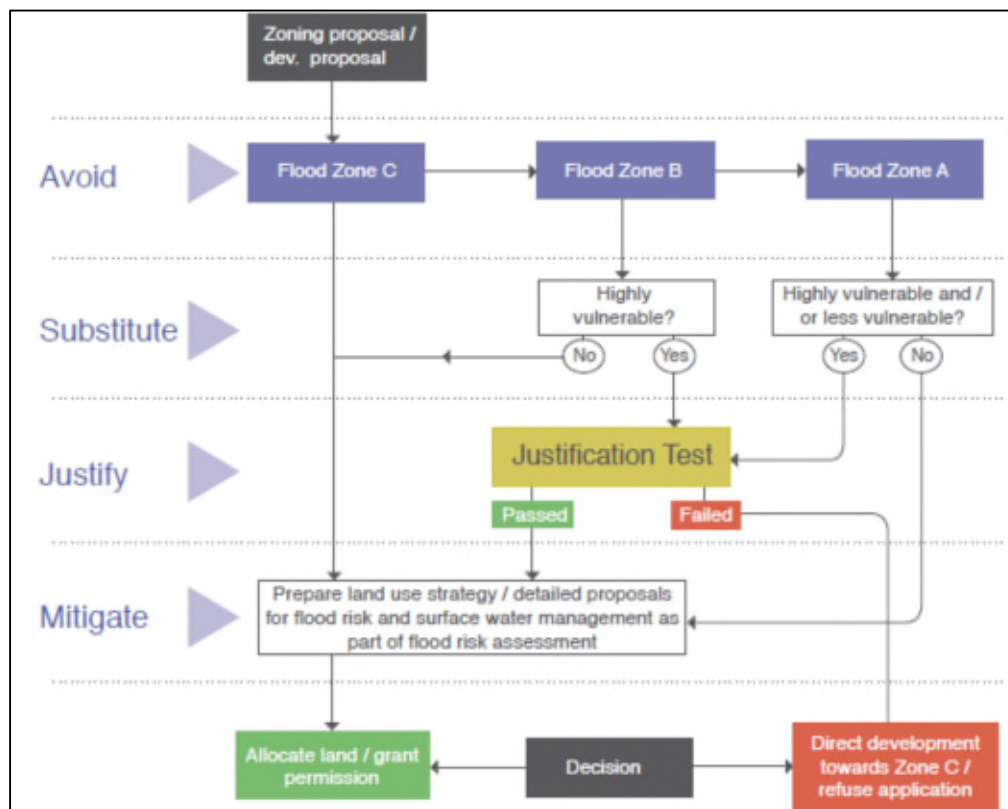 Zoning proposal /
dev. proposal
Avoid
Flood Zone C
Flood Zone B
Flood Zone A
Substitute
Highly
vulnerable?
Highly vulnerable and /
or less vulnerable?
No
Yes
Yes
No
Justify
Justification Test
Passed
Failed
Mitigate
Prepare land use strategy / detailed proposals
for flood risk and surface water management as
part of flood risk assessment
Allocate land / grant
permission
Decision
Direct development
towards Zone C /
refuse application